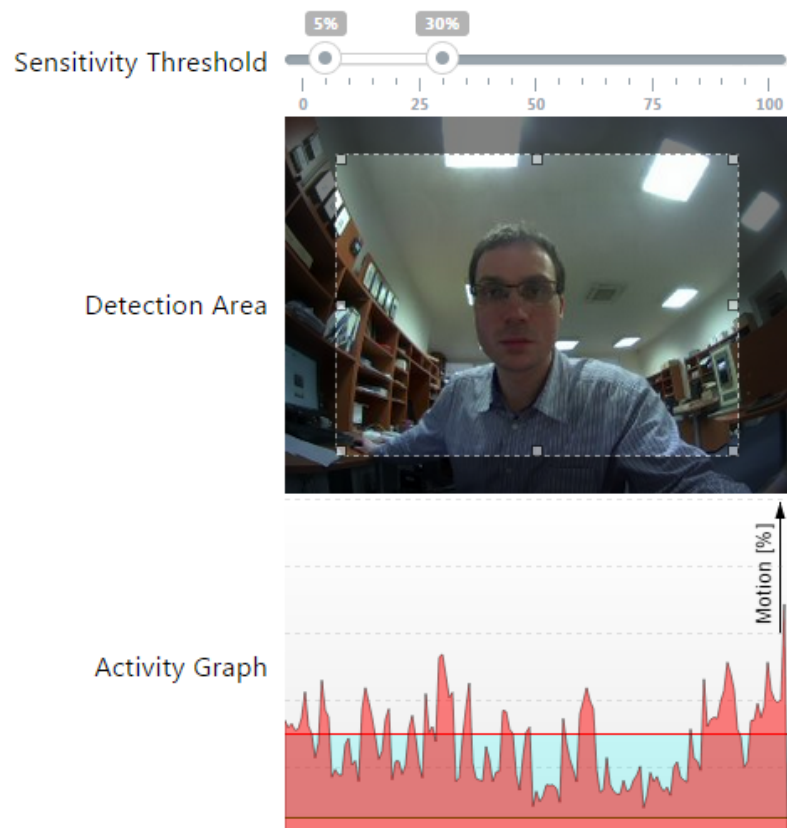 5% 30%
Sensitivity Threshold
0 25 50 75 100
Detection Area
Motion [%]
Activity Graph